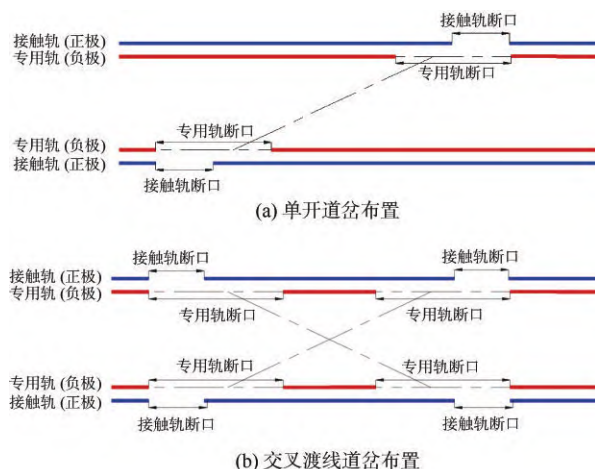 接触轨断口
接触轨 (正极)
专用轨 (负极)
专用轨断口
专用轨断口
专用轨 (负极)
接触轨 (正极)
接触轨断口
(a) 单开道岔布置
接触轨断口
接触轨断口
接触轨 (正极)
专用轨 (负极)
专用轨断口
专用轨断口
专用轨断口
专用轨断口
专用轨 (负极)
接触轨 (正极)
接触轨断口
接触轨断口
(b) 交叉渡线道岔布置